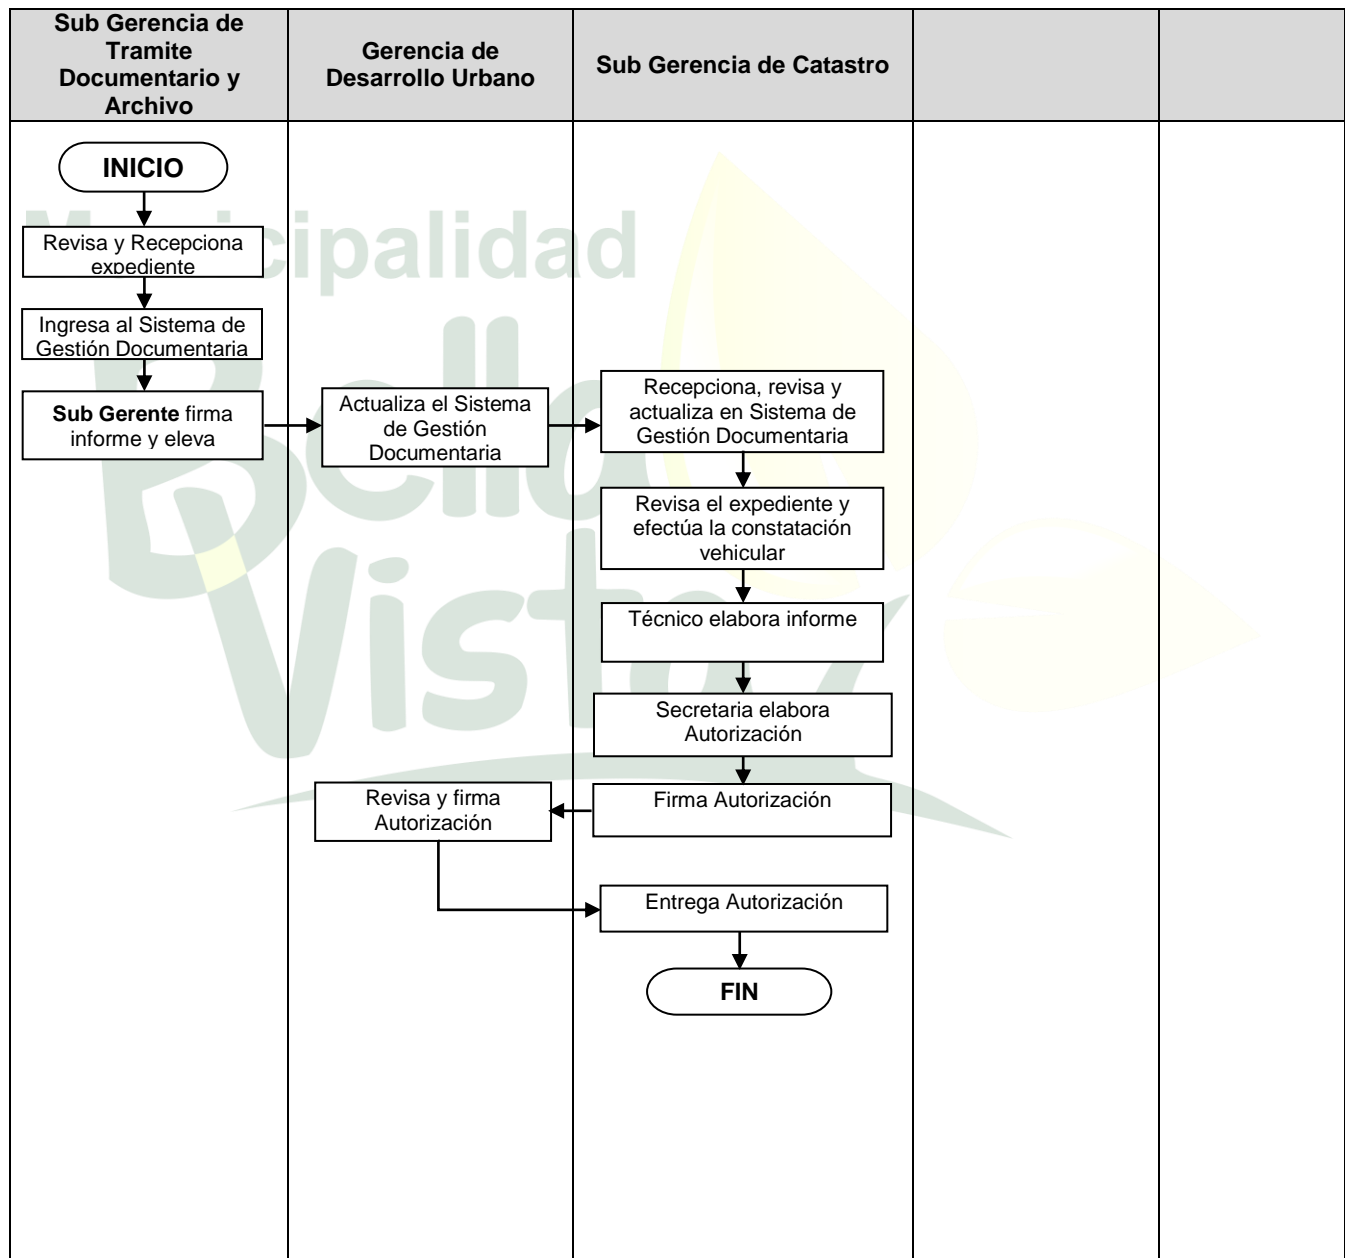 Sub Gerencia de
Tramite
Documentario y
Archivo
Gerencia de
Desarrollo Urbano
Sub Gerencia de Catastro
INICIO
Revisa y Recepciona
expediente
Ingresa al Sistema de
Gestión Documentaria
Sub Gerente firma
informe y eleva
Actualiza el Sistema
de Gestión
Documentaria
Recepciona, revisa y
actualiza en Sistema de
Gestión Documentaria
Revisa el expediente y
efectúa la constatación
vehicular
Técnico elabora informe
Secretaria elabora
Autorización
Firma Autorización
Revisa y firma
Autorización
Entrega Autorización
FIN
Municipalidad
Bella
Vista